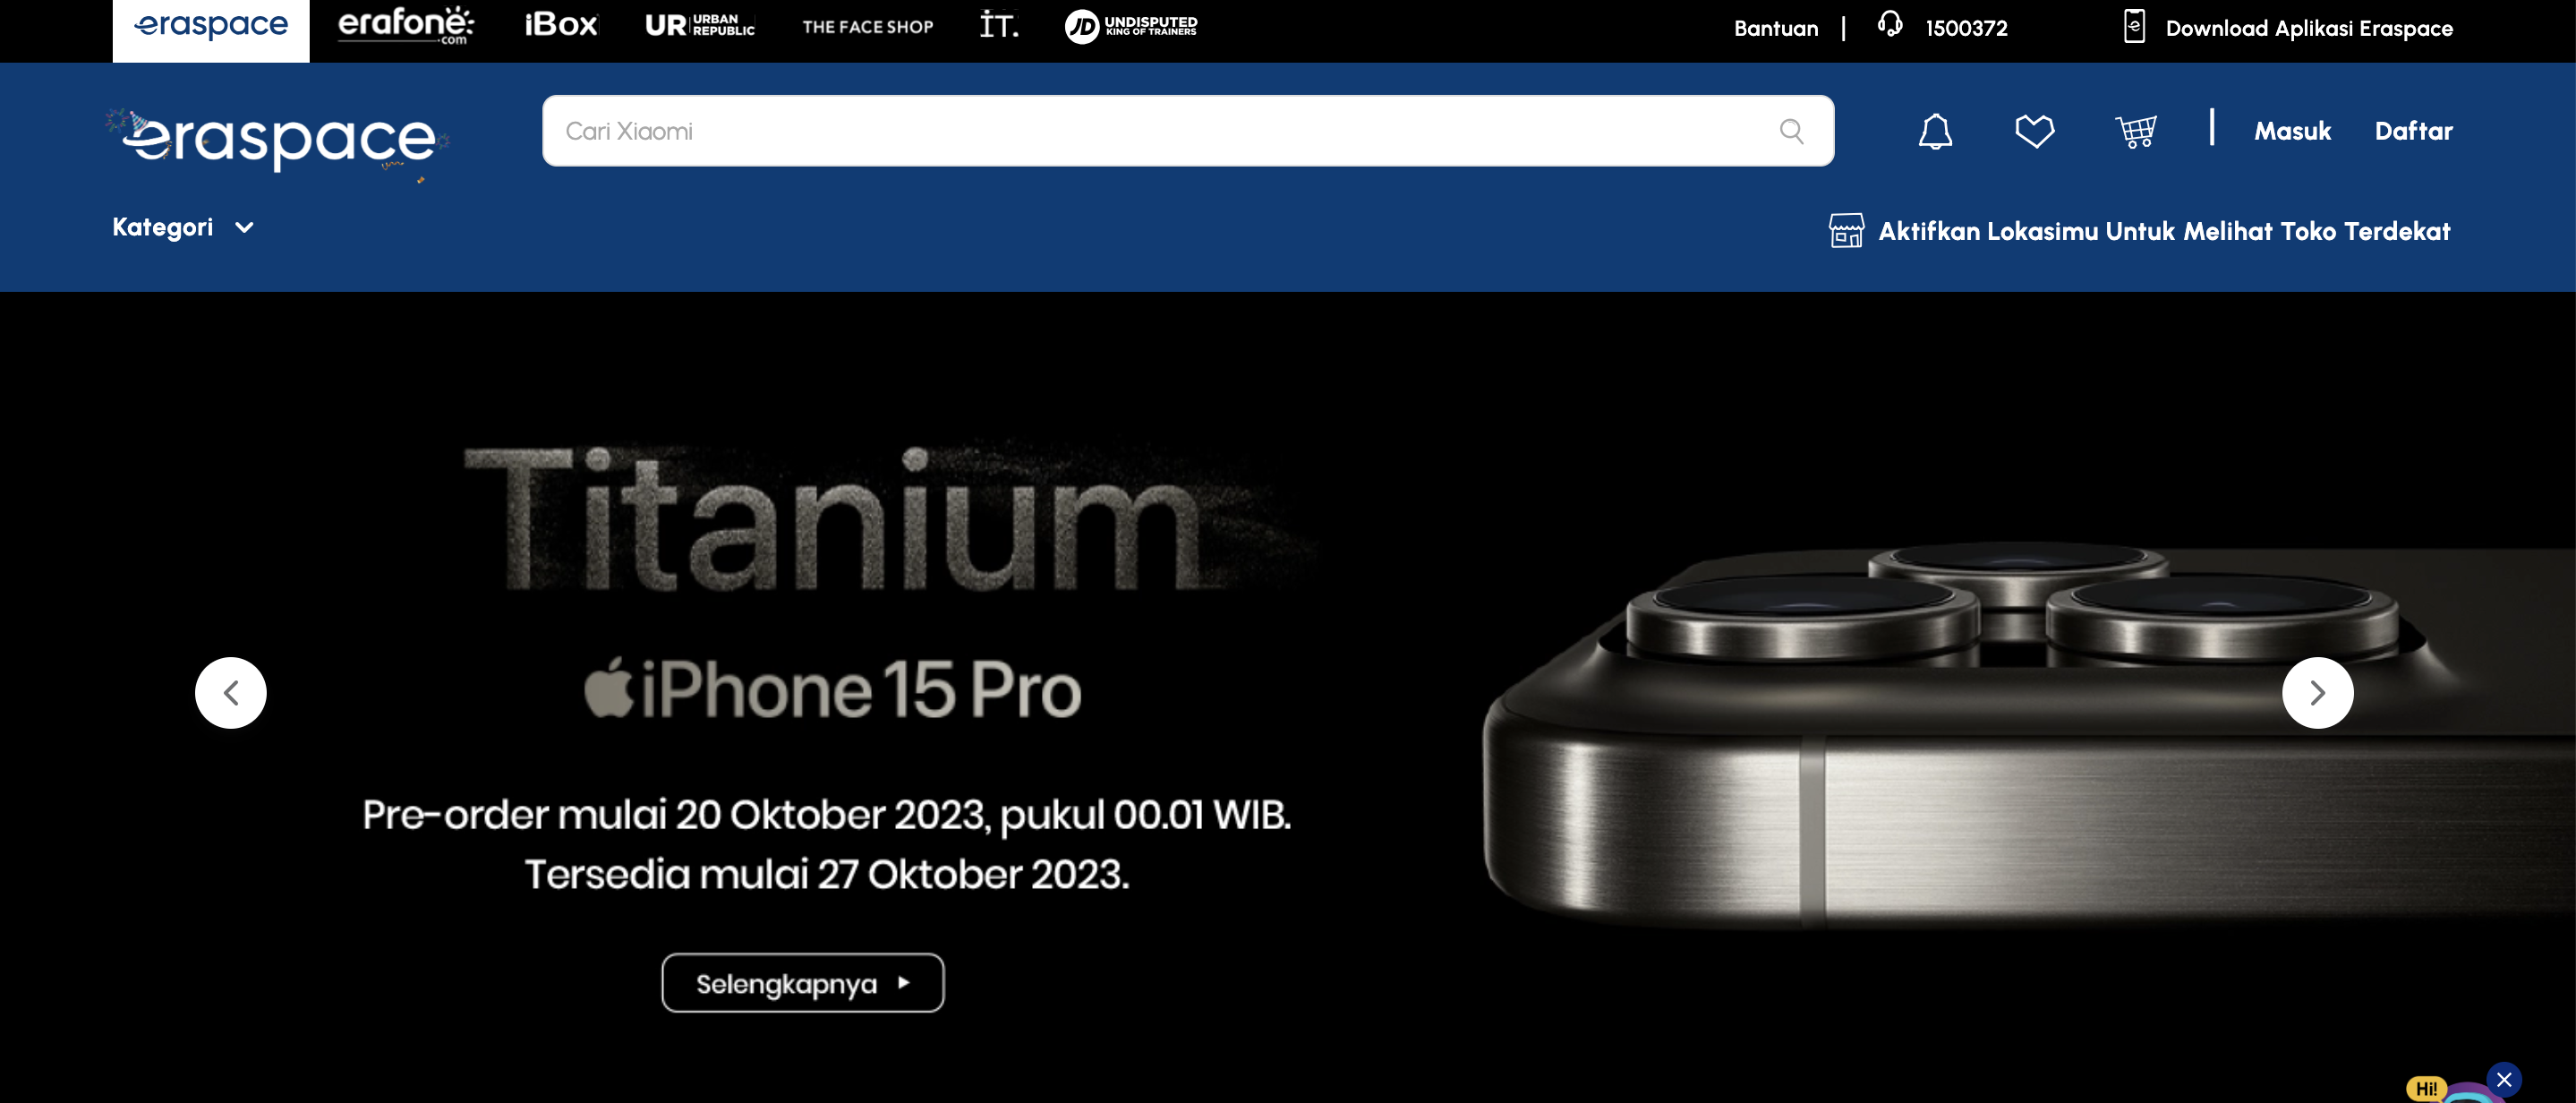 eraspace
erafone
.com
iBox
UR URBAN REPUBLIC
THE FACE SHOP
IT.
JD UNDISPUTED KING OF TRAINERS
Bantuan
1500372
Download Aplikasi Eraspace
eraspace
Cari Xiaomi
Masuk
Daftar
Kategori
Aktifkan Lokasimu Untuk Melihat Toko Terdekat
Titanium
iPhone 15 Pro
Pre-order mulai 20 Oktober 2023, pukul 00.01 WIB.
Tersedia mulai 27 Oktober 2023.
Selengkapnya
Hi!